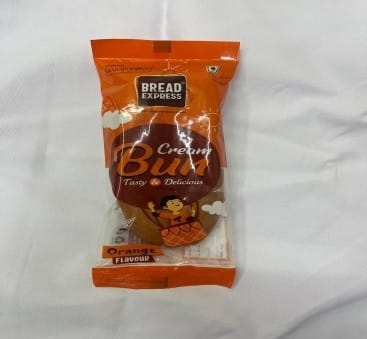 BREAD
EXPRESS
Cream
Bun
Tasty & Delicious
Orange
FLAVOUR